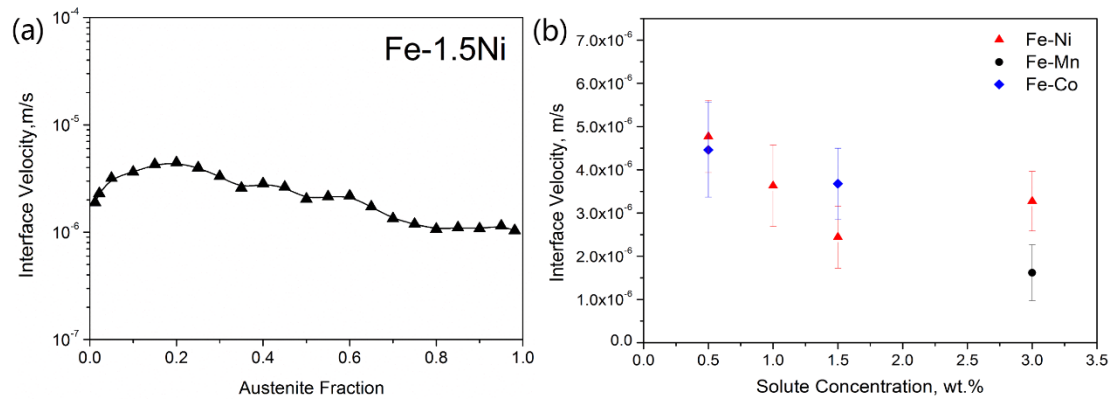 (a)
Fe-1.5Ni
Interface Velocity,m/s
10⁻⁴
10⁻⁵
10⁻⁶
10⁻⁷
0.0 0.2 0.4 0.6 0.8 1.0
Austenite Fraction
(b)
Fe-Ni
Fe-Mn
Fe-Co
Interface Velocity, m/s
7.0x10⁻⁶
6.0x10⁻⁶
5.0x10⁻⁶
4.0x10⁻⁶
3.0x10⁻⁶
2.0x10⁻⁶
1.0x10⁻⁶
0.0
0.0 0.5 1.0 1.5 2.0 2.5 3.0 3.5
Solute Concentration, wt.%